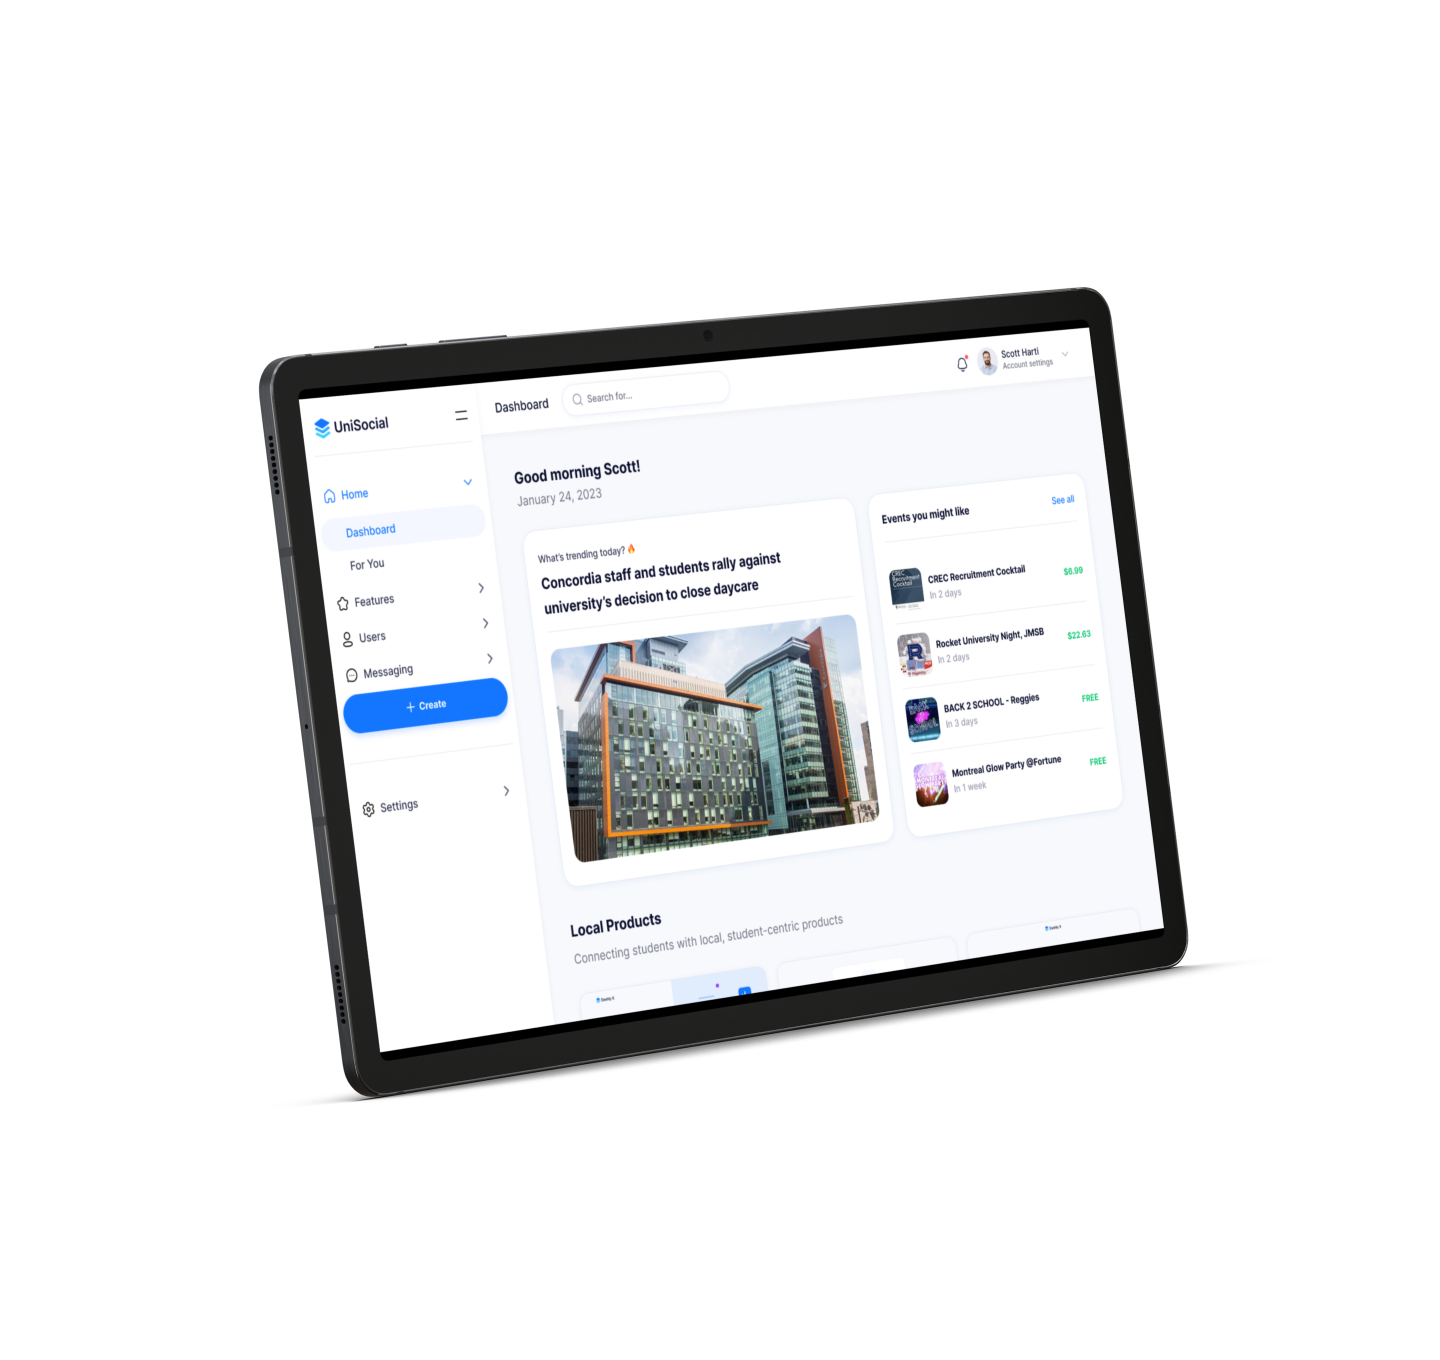 UniSocial
Home
Dashboard
For You
Features
Users
Messaging
+ Create
Settings
Dashboard
Search for...
Scott Harti
Account settings
Good morning Scott!
January 24, 2023
What's trending today? 🔥
Concordia staff and students rally against
university's decision to close daycare
Events you might like
See all
CREC
Recruitment
Cocktail
CREC Recruitment Cocktail
In 2 days
$6.99
R
Rocket University Night, JMSB
In 2 days
$22.63
BACK 2 SCHOOL - Reggies
In 3 days
FREE
Montreal Glow Party @Fortune
In 1 week
FREE
Local Products
Connecting students with local, student-centric products